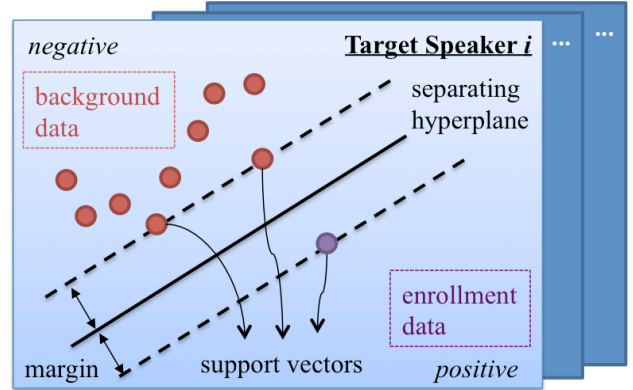 negative
Target Speaker i
...
...
background
data
separating
hyperplane
enrollment
data
margin
support vectors
positive